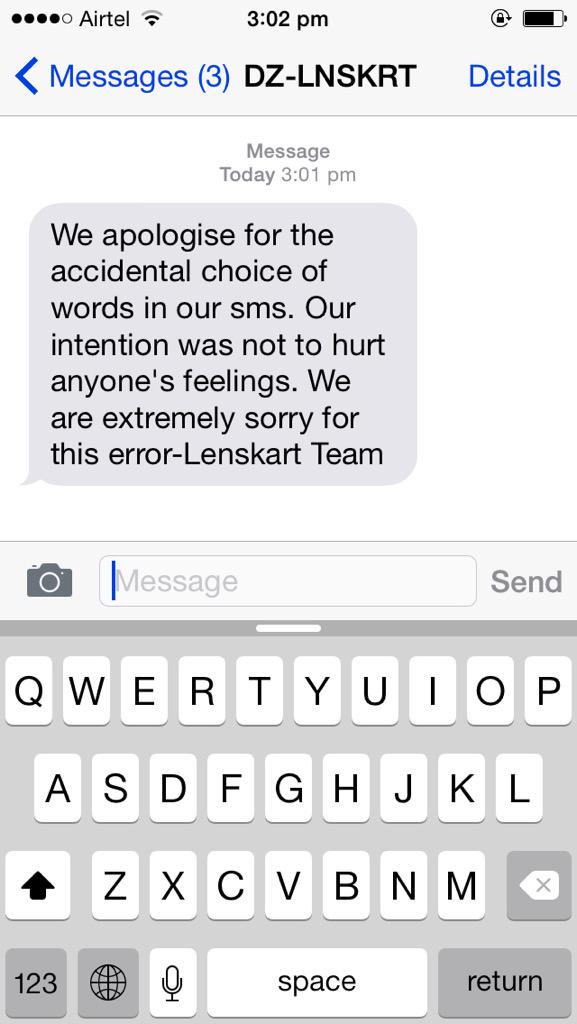 Airtel 3:02 pm
Messages (3) DZ-LNSKRT Details
Message
Today 3:01 pm
We apologise for the
accidental choice of
words in our sms. Our
intention was not to hurt
anyone's feelings. We
are extremely sorry for
this error-Lenskart Team
Message Send
Q W E R T Y U I O P
A S D F G H J K L
Z X C V B N M
123 space return